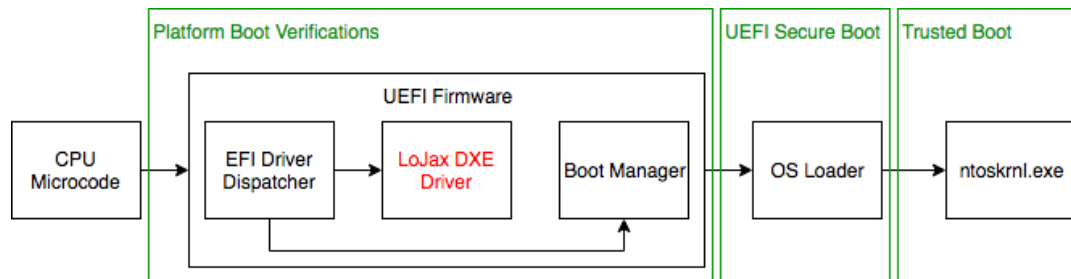 Platform Boot Verifications
UEFI Secure Boot
Trusted Boot
UEFI Firmware
CPU
Microcode
EFI Driver
Dispatcher
LoJax DXE
Driver
Boot Manager
OS Loader
ntoskrnl.exe